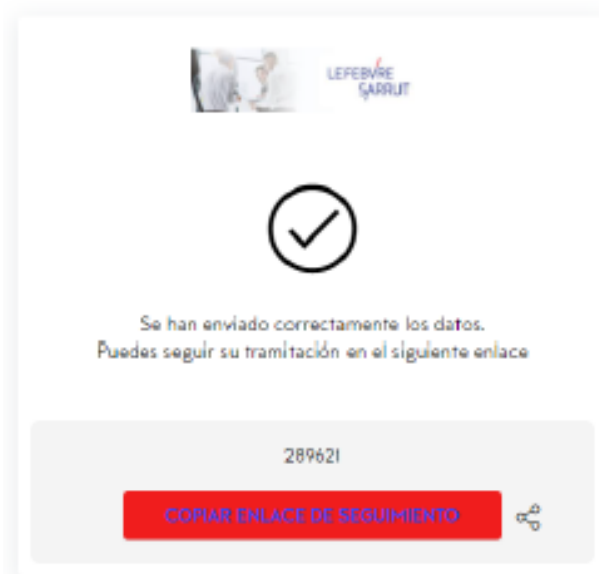 LEFEBVRE
SARRUT
Se han enviado correctamente los datos.
Puedes seguir su tramitación en el siguiente enlace
289621
COPIAR ENLACE DE SEGUIMIENTO